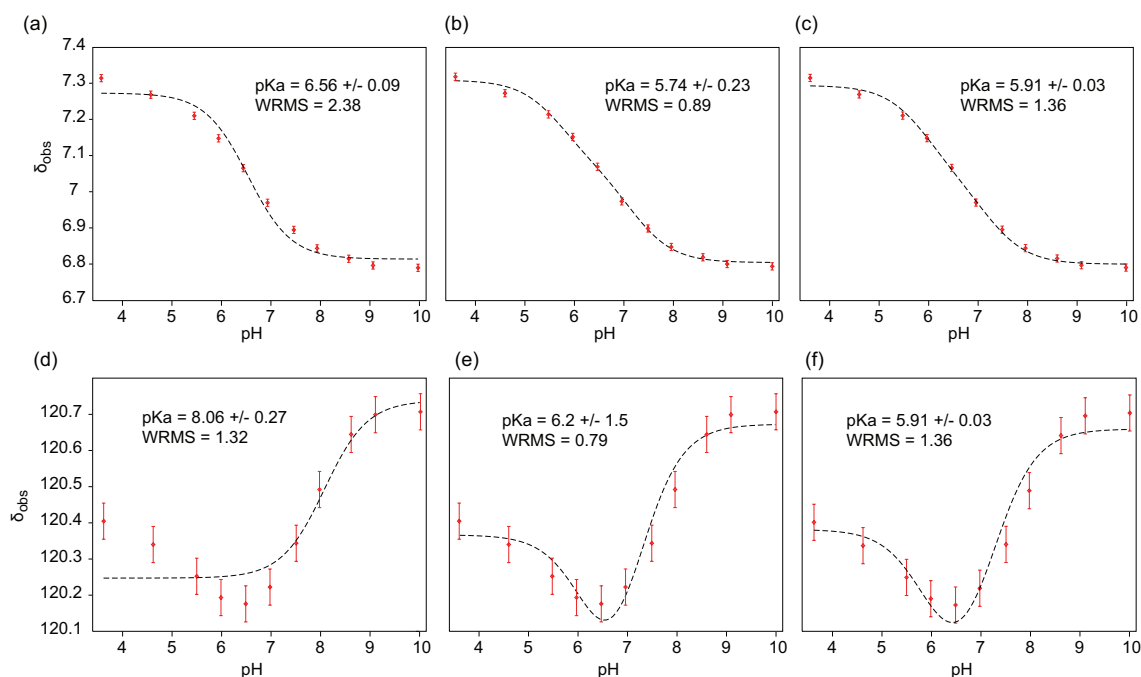 (a)
(b)
(c)
7.4
7.3
7.2
7.1
7
6.9
6.8
6.7
δobs
pKa = 6.56 +/- 0.09
WRMS = 2.38
pKa = 5.74 +/- 0.23
WRMS = 0.89
pKa = 5.91 +/- 0.03
WRMS = 1.36
4 5 6 7 8 9 10
4 5 6 7 8 9 10
4 5 6 7 8 9 10
pH
pH
pH
(d)
(e)
(f)
120.7
120.6
120.5
120.4
120.3
120.2
120.1
δobs
pKa = 8.06 +/- 0.27
WRMS = 1.32
pKa = 6.2 +/- 1.5
WRMS = 0.79
pKa = 5.91 +/- 0.03
WRMS = 1.36
4 5 6 7 8 9 10
4 5 6 7 8 9 10
4 5 6 7 8 9 10
pH
pH
pH